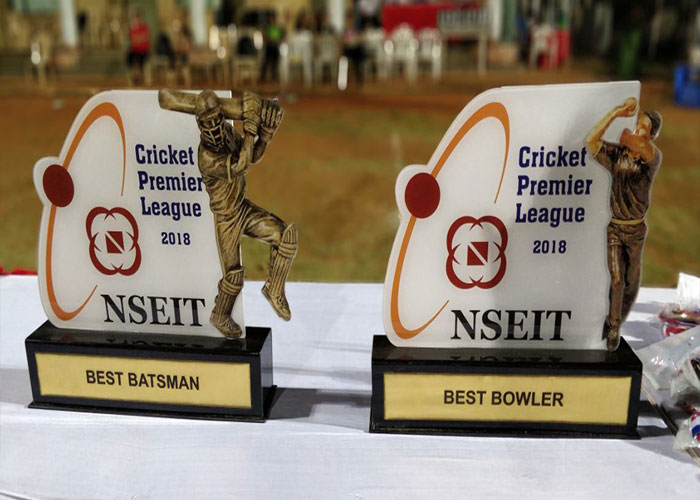 Cricket
Premier
League
2018
NSEIT
BEST BATSMAN
Cricket
Premier
League
2018
NSEIT
BEST BOWLER